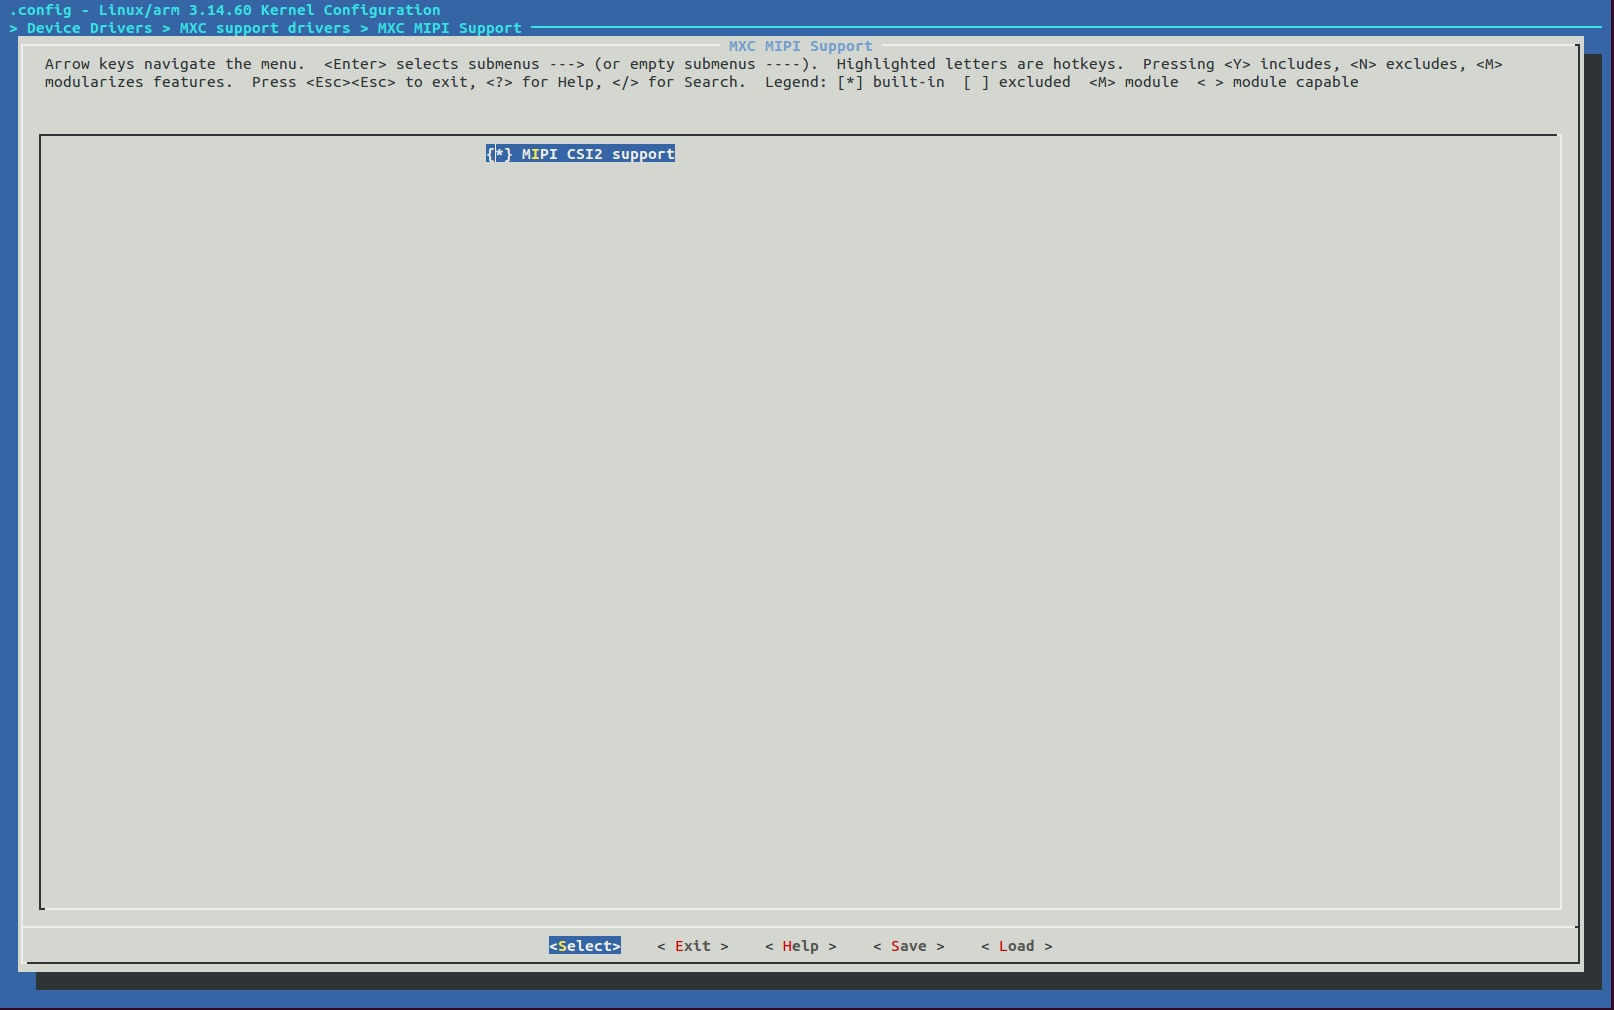 .config - Linux/arm 3.14.60 Kernel Configuration
> Device Drivers > MXC support drivers > MXC MIPI Support
MXC MIPI Support
Arrow keys navigate the menu.  <Enter> selects submenus ---> (or empty submenus ----).  Highlighted letters are hotkeys.  Pressing <Y> includes, <N> excludes, <M>
modularizes features.  Press <Esc><Esc> to exit, <?> for Help, </> for Search.  Legend: [*] built-in  [ ] excluded  <M> module  < > module capable
{*} MIPI CSI2 support
<Select>    < Exit >    < Help >    < Save >    < Load >